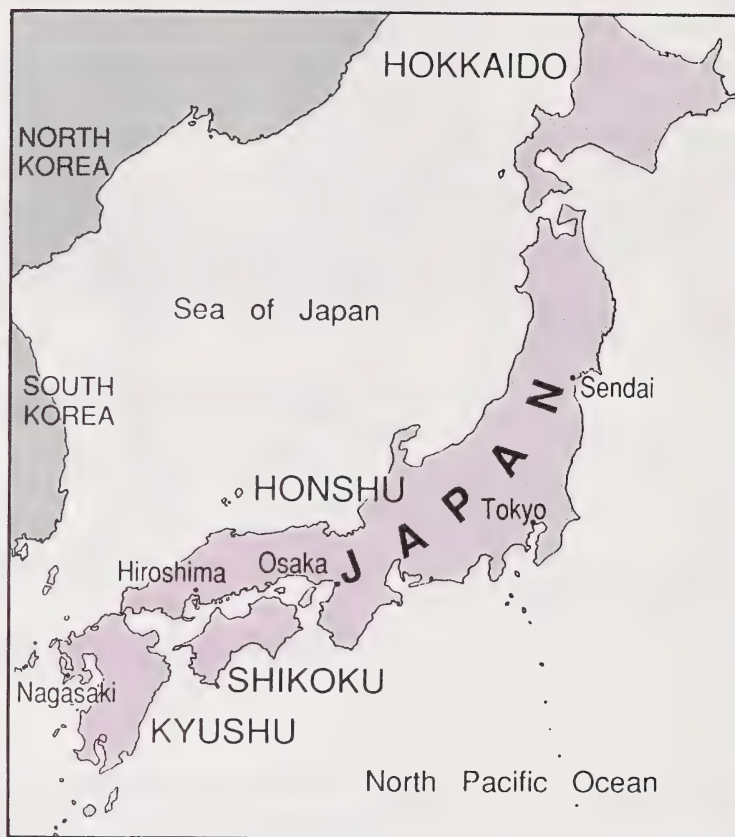 HOKKAIDO
NORTH
KOREA
Sea of Japan
SOUTH
KOREA
Sendai
HONSHU
JAPAN
Tokyo
Hiroshima
Osaka
Nagasaki
SHIKOKU
KYUSHU
North Pacific Ocean